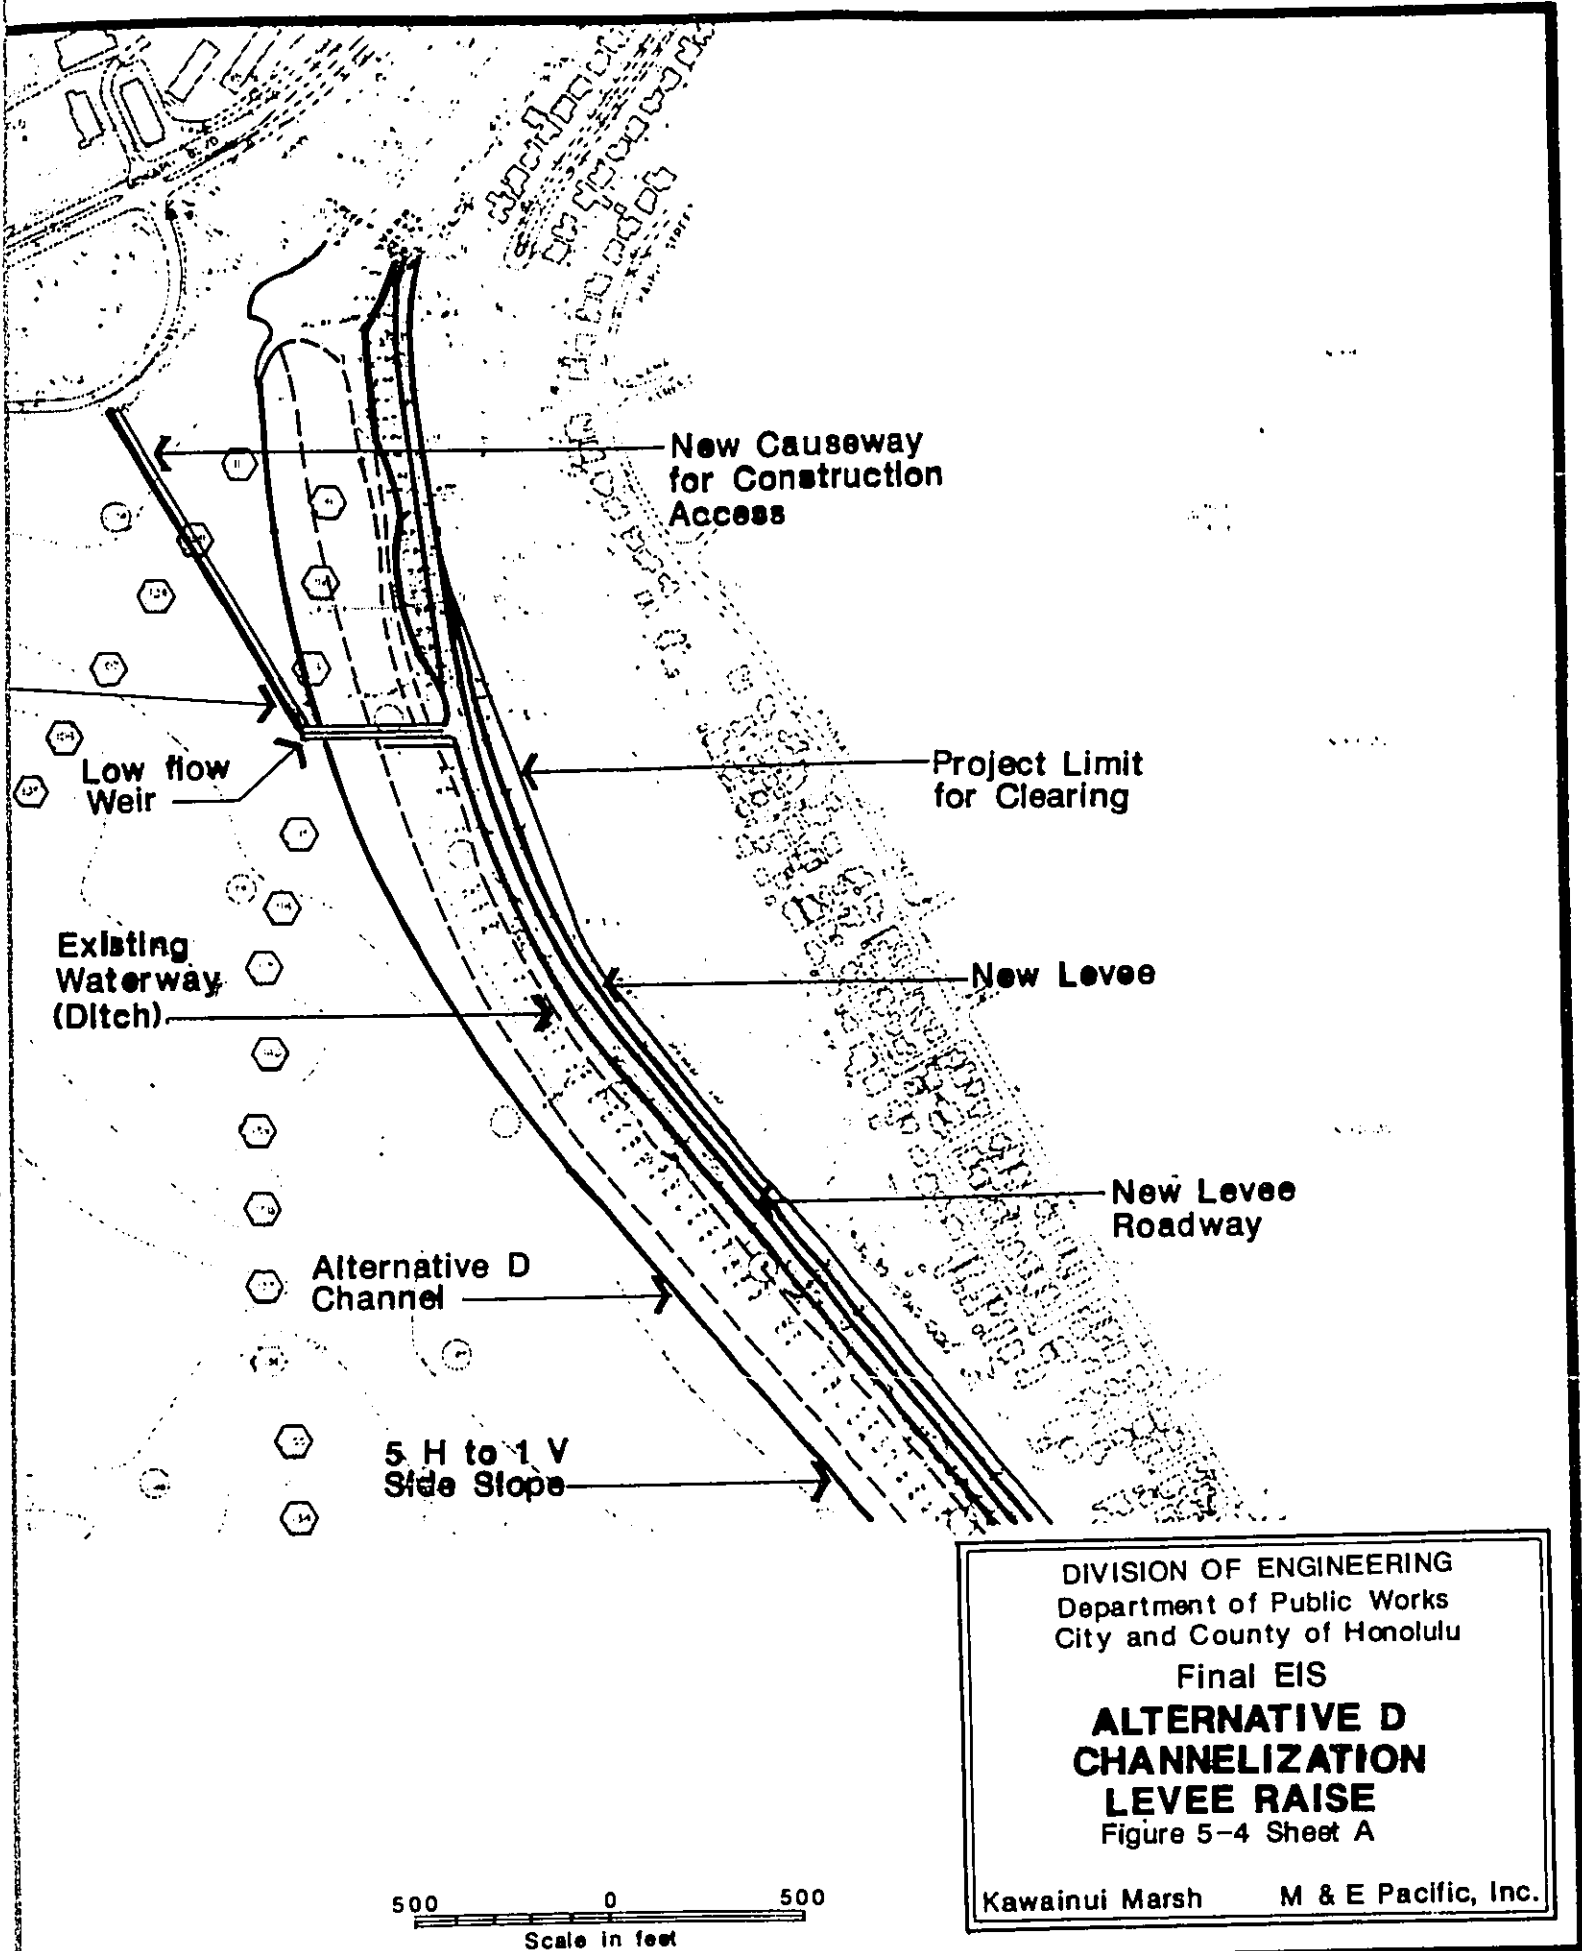 New Causeway
for Construction
Access
Low flow
Weir
Project Limit
for Clearing
Existing
Waterway
(Ditch)
New Levee
New Levee
Roadway
Alternative D
Channel
5 H to 1 V
Side Slope
DIVISION OF ENGINEERING
Department of Public Works
City and County of Honolulu
Final EIS
ALTERNATIVE D
CHANNELIZATION
LEVEE RAISE
Figure 5-4 Sheet A
Kawainui Marsh M & E Pacific, Inc.
500 0 500
Scale in feet